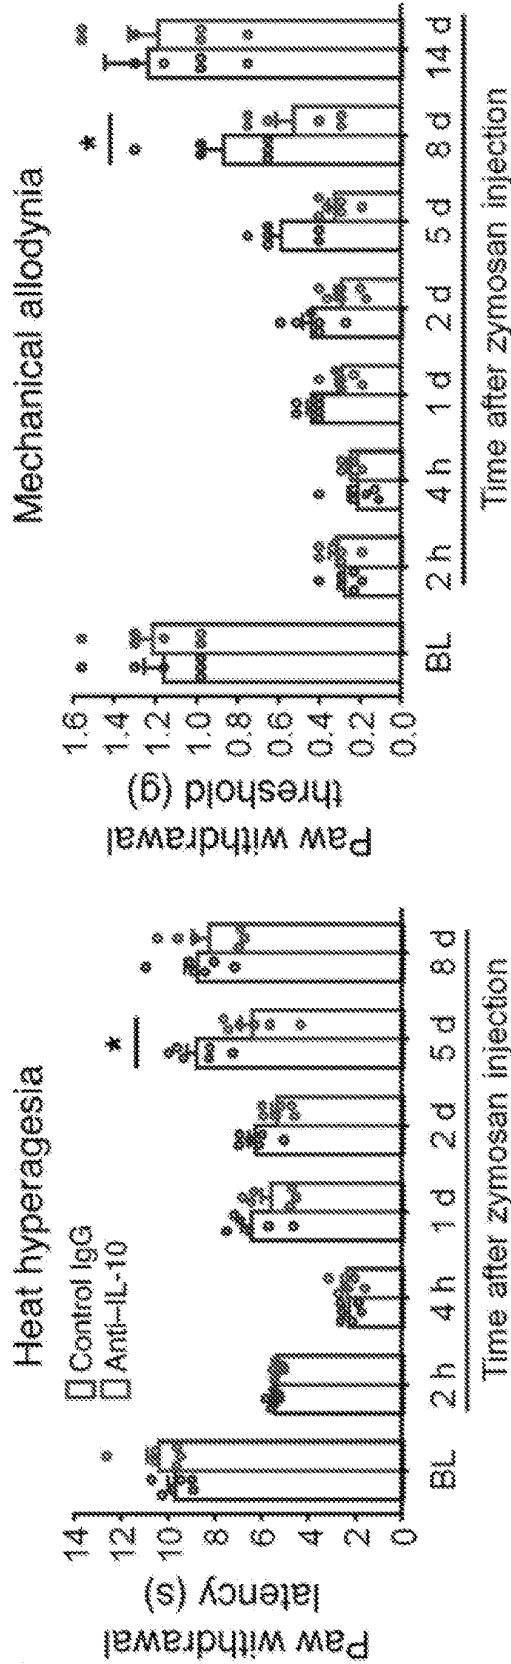 Heat hyperagesia
Control IgG
Anti–IL-10
Paw withdrawal
latency (s)
14
12
10
8
6
4
2
0
*
BL
2 h
4 h
1 d
2 d
5 d
8 d
Time after zymosan injection
Mechanical allodynia
Paw withdrawal
threshold (g)
1.6
1.4
1.2
1.0
0.8
0.6
0.4
0.2
0.0
*
BL
2 h
4 h
1 d
2 d
5 d
8 d
14 d
Time after zymosan injection